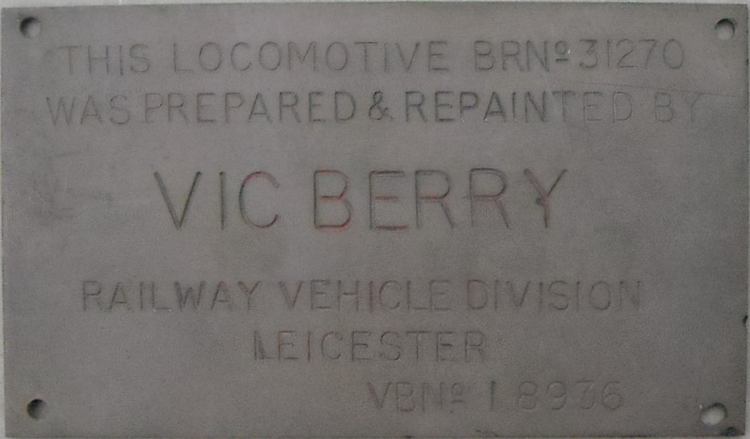 THIS LOCOMOTIVE BRNº 31270
WAS PREPARED & REPAINTED BY
VIC BERRY
RAILWAY VEHICLE DIVISION
LEICESTER
VBNº 1 8936